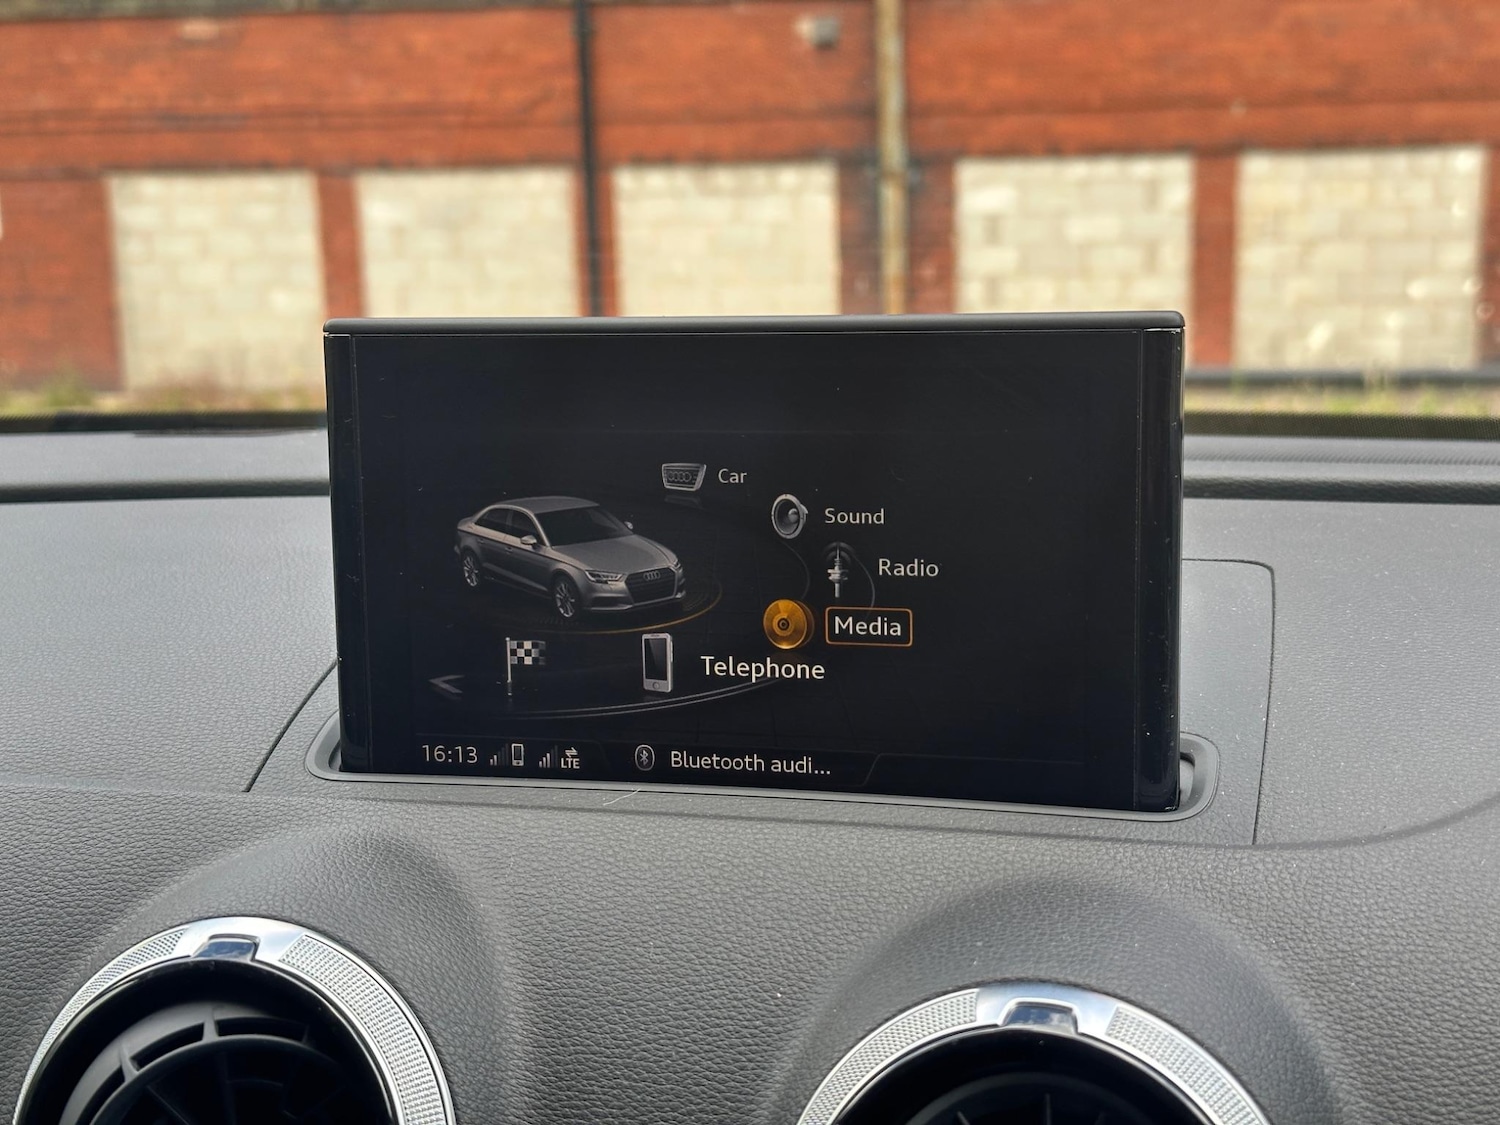 Car
Sound
Radio
Media
Telephone
16:13 LTE Bluetooth audi...